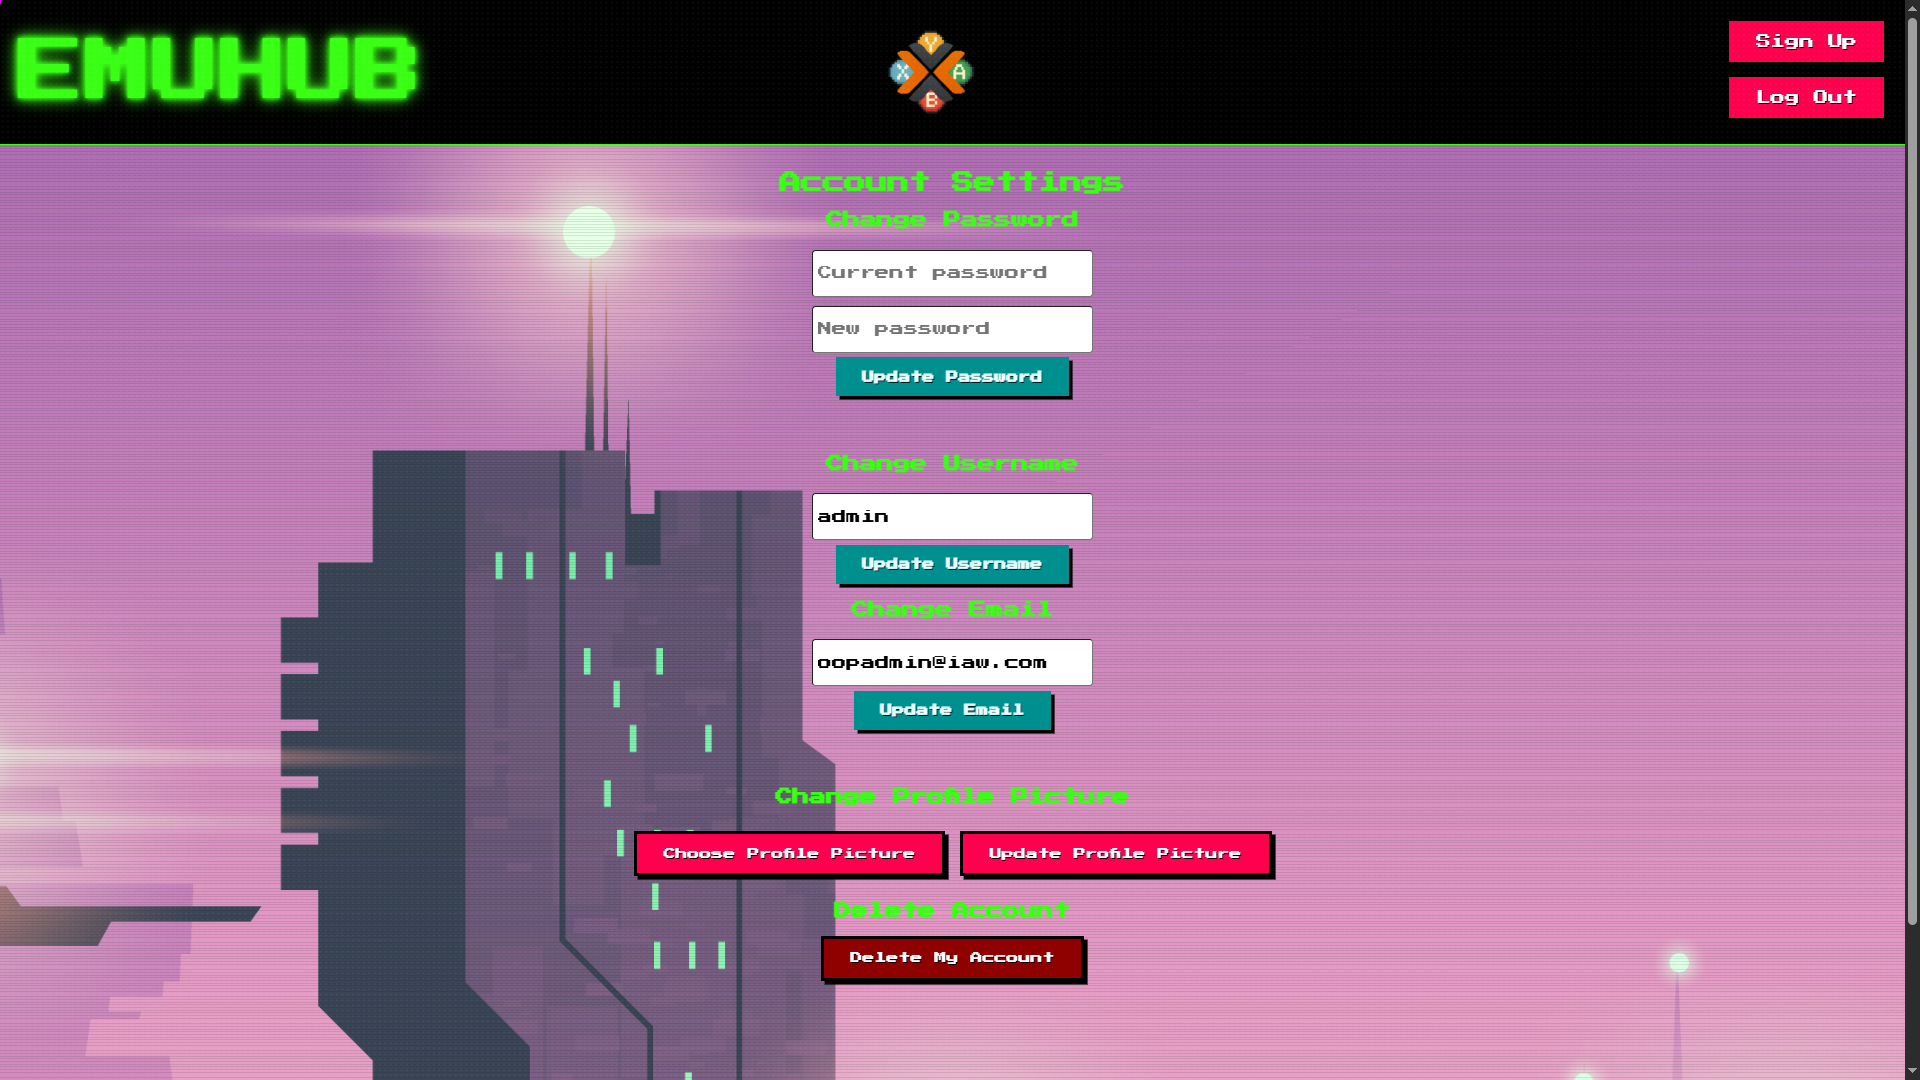 EMUHUB
Y
X A
B
Sign Up
Log Out
Account Settings
Change Password
Current password
New password
Update Password
Change Username
admin
Update Username
Change Email
oopadmin@iaw.com
Update Email
Change Profile Picture
Choose Profile Picture Update Profile Picture
Delete Account
Delete My Account